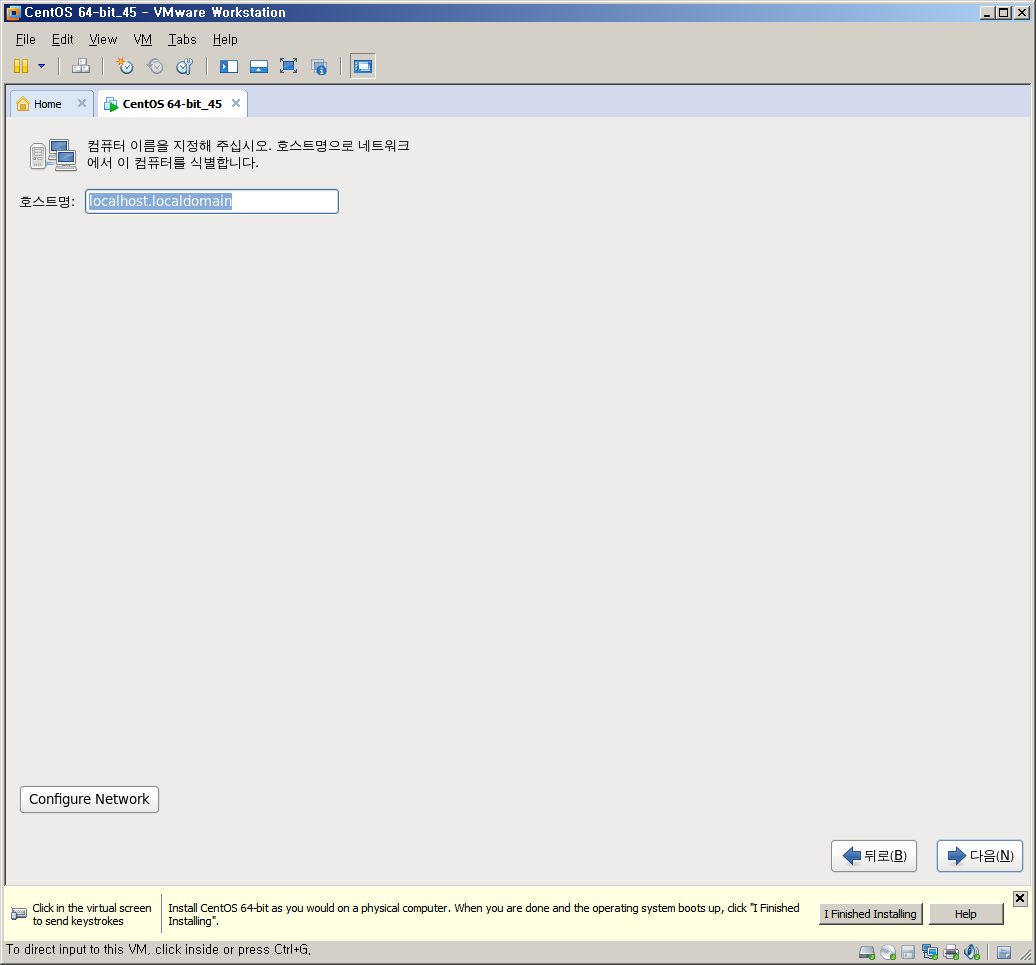 CentOS 64-bit_45 - VMware Workstation
File Edit View VM Tabs Help
Home CentOS 64-bit_45
컴퓨터 이름을 지정해 주십시오. 호스트명으로 네트워크
에서 이 컴퓨터를 식별합니다.
호스트명: localhost.localdomain
Configure Network
뒤로(B) 다음(N)
Click in the virtual screen
to send keystrokes
Install CentOS 64-bit as you would on a physical computer. When you are done and the operating system boots up, click "I Finished
Installing".
I Finished Installing Help
To direct input to this VM, click inside or press Ctrl+G.